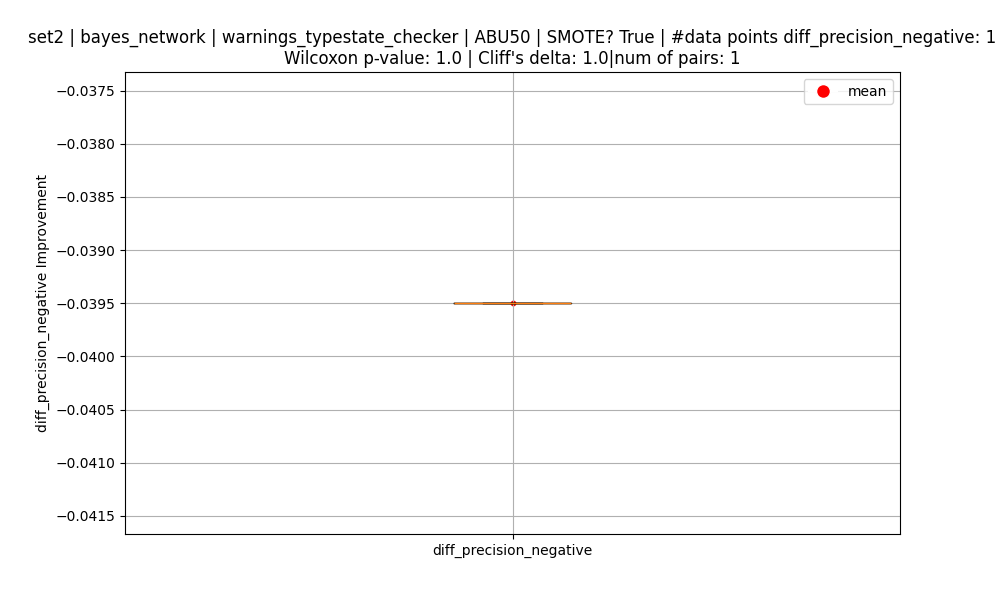 set2 | bayes_network | warnings_typestate_checker | ABU50 | SMOTE? True | #data points diff_precision_negative: 1
Wilcoxon p-value: 1.0 | Cliff's delta: 1.0|num of pairs: 1
mean
−0.0375
−0.0380
−0.0385
−0.0390
−0.0395
−0.0400
−0.0405
−0.0410
−0.0415
diff_precision_negative Improvement
diff_precision_negative